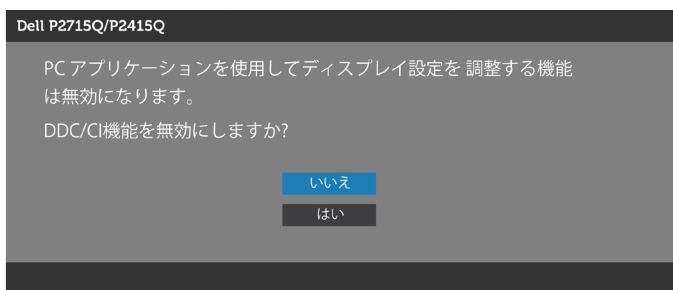 Dell P2715Q/P2415Q
PC アプリケーションを使用してディスプレイ設定を 調整する機能
は無効になります。
DDC/CI機能を無効にしますか?
いいえ
はい